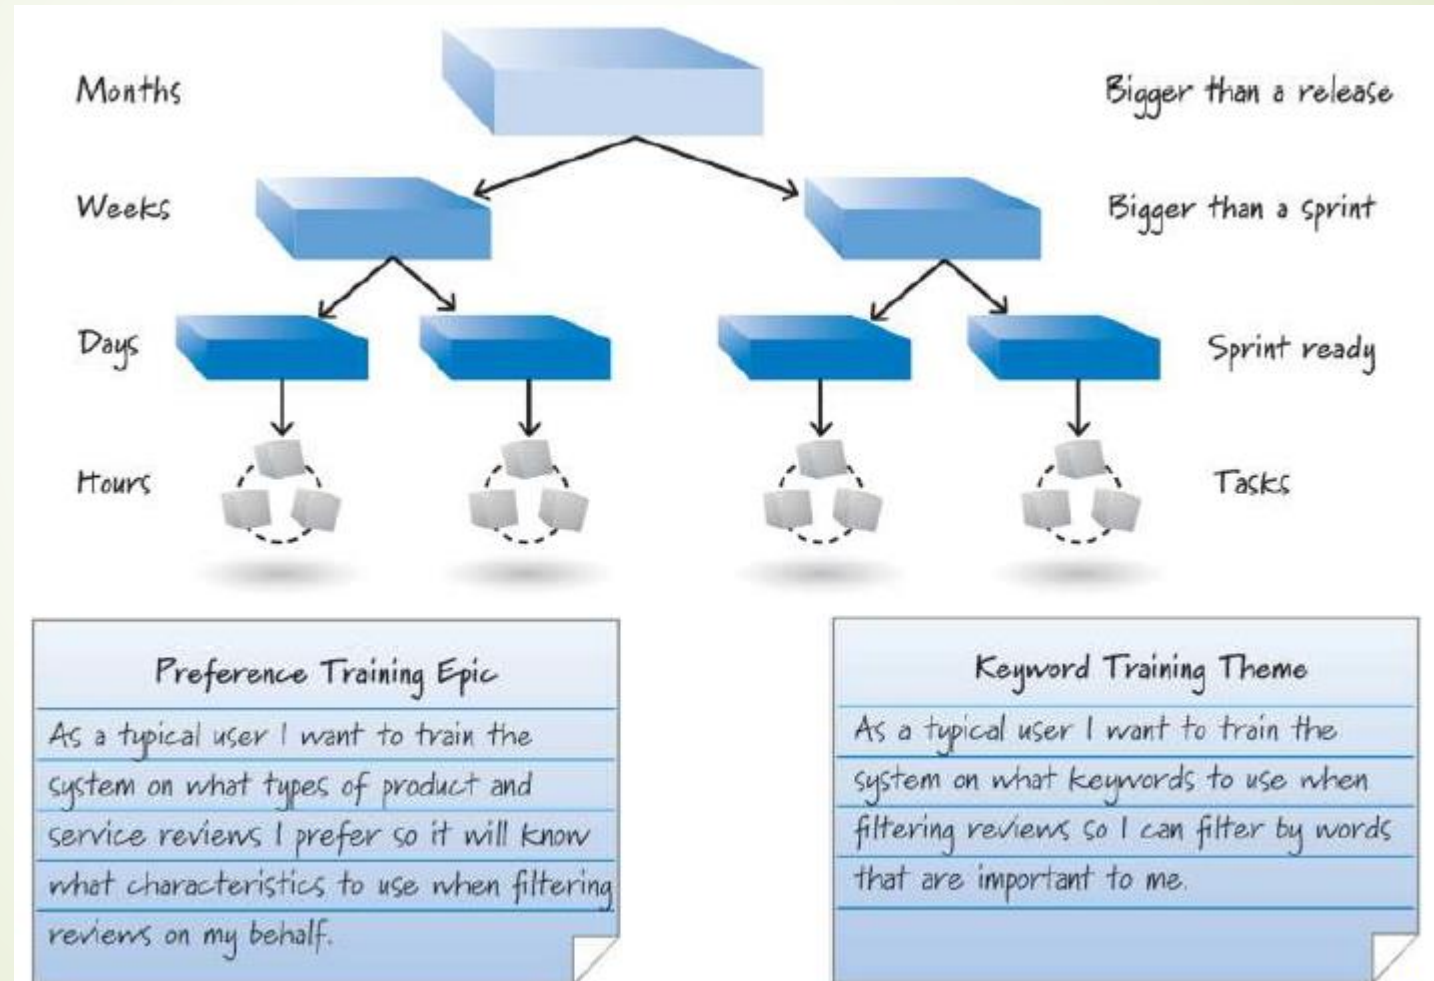 Months
Bigger than a release
Weeks
Bigger than a sprint
Days
Sprint ready
Hours
Tasks
Preference Training Epic
As a typical user I want to train the
system on what types of product and
service reviews I prefer so it will know
what characteristics to use when filtering
reviews on my behalf.
Keyword Training Theme
As a typical user I want to train the
system on what keywords to use when
filtering reviews so I can filter by words
that are important to me.